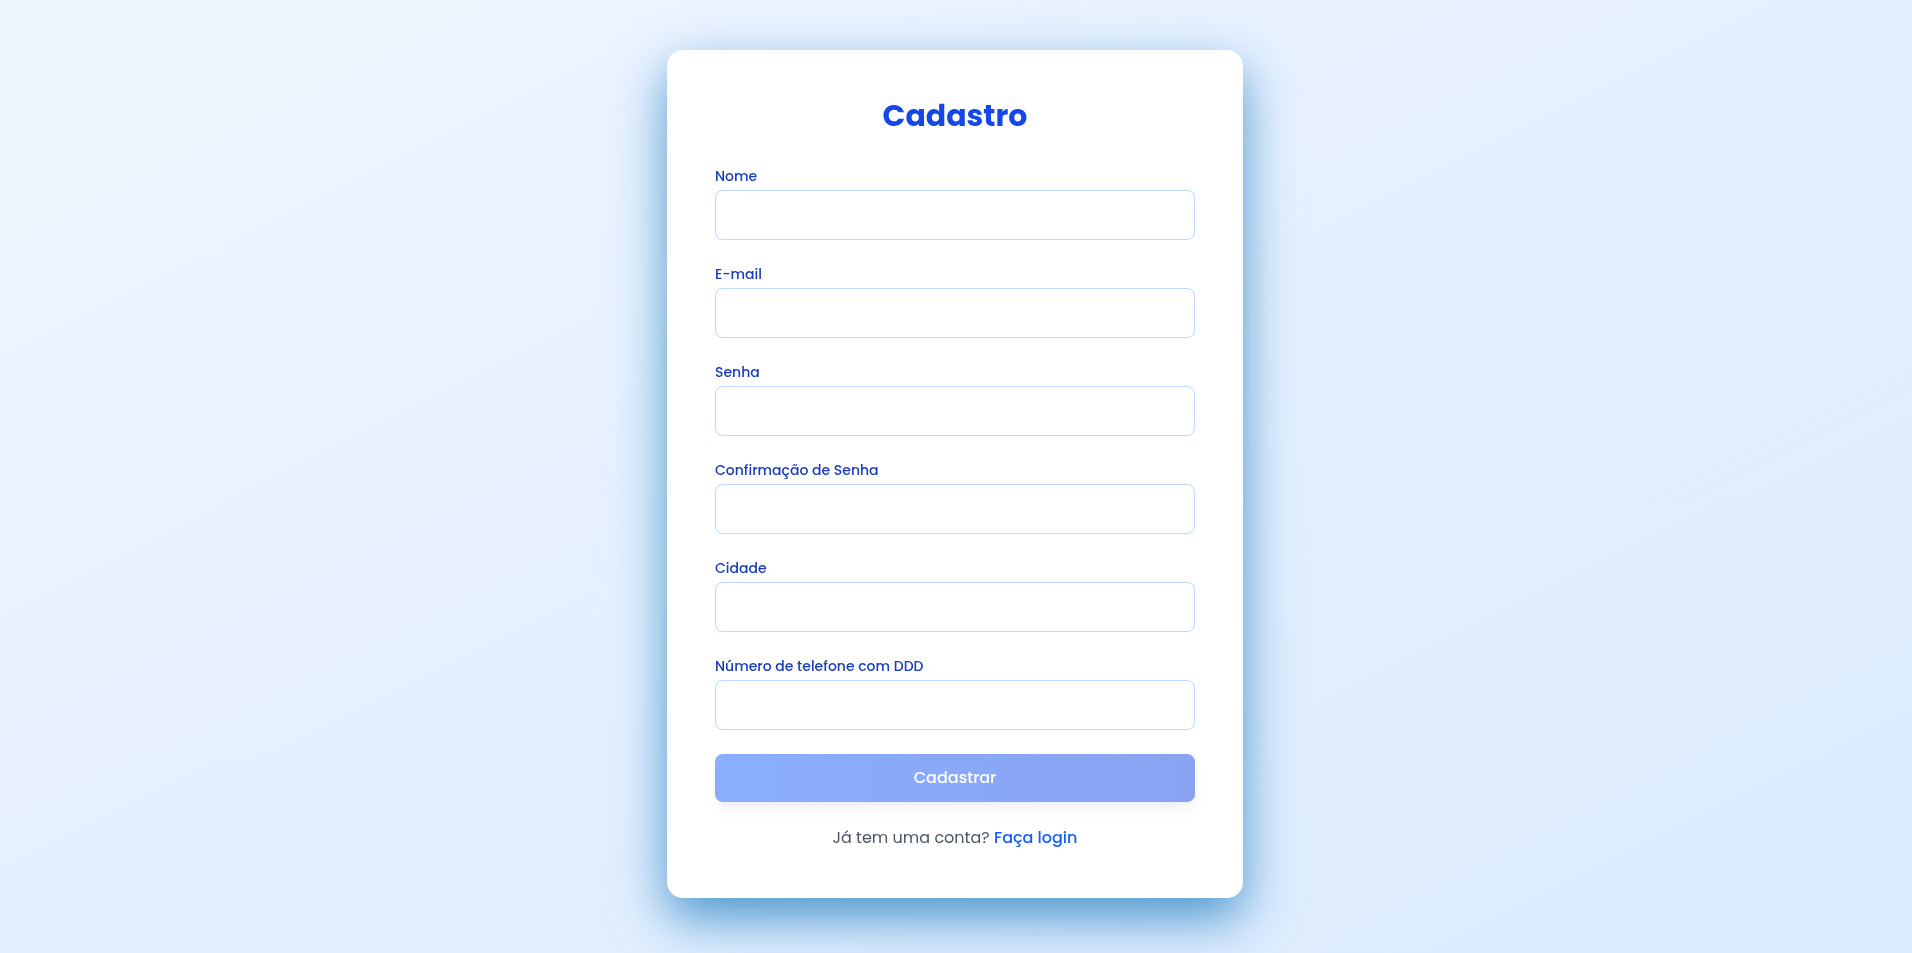 Cadastro
Nome
E-mail
Senha
Confirmação de Senha
Cidade
Número de telefone com DDD
Cadastrar
Já tem uma conta? Faça login